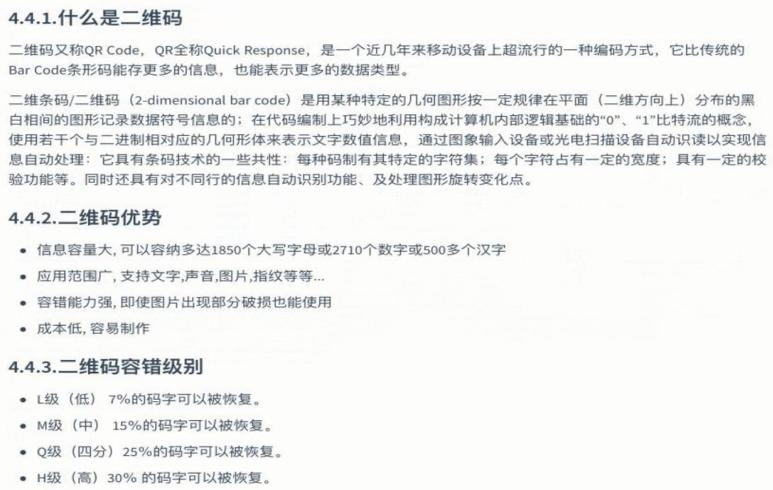 4.4.1.什么是二维码
二维码又称QR Code，QR全称Quick Response，是一个近几年来移动设备上超流行的一种编码方式，它比传统的
Bar Code条形码能存更多的信息，也能表示更多的数据类型。
二维条码/二维码（2-dimensional bar code）是用某种特定的几何图形按一定规律在平面（二维方向上）分布的黑
白相间的图形记录数据符号信息的；在代码编制上巧妙地利用构成计算机内部逻辑基础的“0”、“1”比特流的概念，
使用若干个与二进制相对应的几何形体来表示文字数值信息，通过图象输入设备或光电扫描设备自动识读以实现信
息自动处理：它具有条码技术的一些共性：每种码制有其特定的字符集；每个字符占有一定的宽度；具有一定的校
验功能等。同时还具有对不同行的信息自动识别功能、及处理图形旋转变化点。
4.4.2.二维码优势
• 信息容量大, 可以容纳多达1850个大写字母或2710个数字或500多个汉字
• 应用范围广, 支持文字,声音,图片,指纹等等...
• 容错能力强, 即使图片出现部分破损也能使用
• 成本低, 容易制作
4.4.3.二维码容错级别
• L级（低） 7%的码字可以被恢复。
• M级（中） 15%的码字可以被恢复。
• Q级（四分）25%的码字可以被恢复。
• H级（高）30% 的码字可以被恢复。